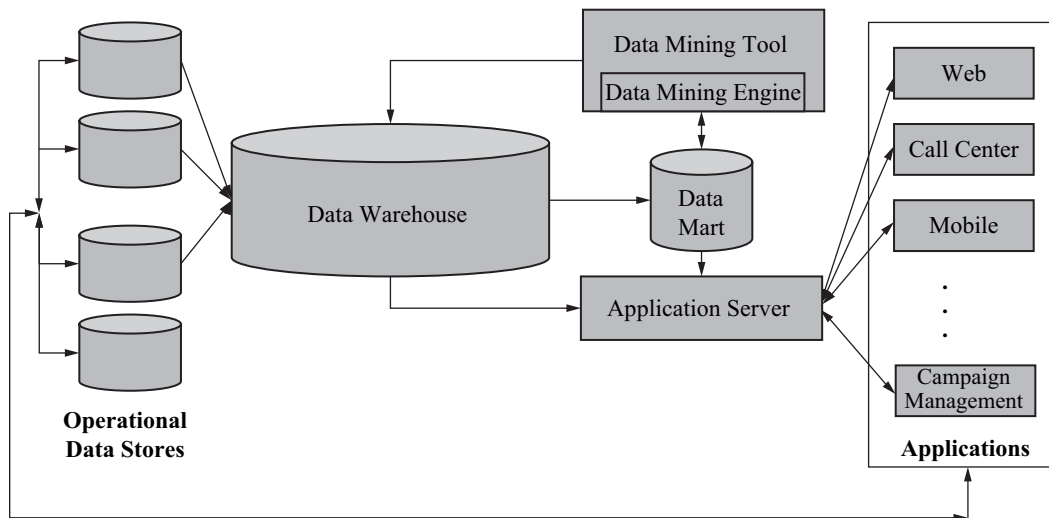 Data Mining Tool
Data Mining Engine
Web
Call Center
Data Warehouse
Data
Mart
Mobile
Application Server
.
.
.
Campaign
Management
Operational
Data Stores
Applications